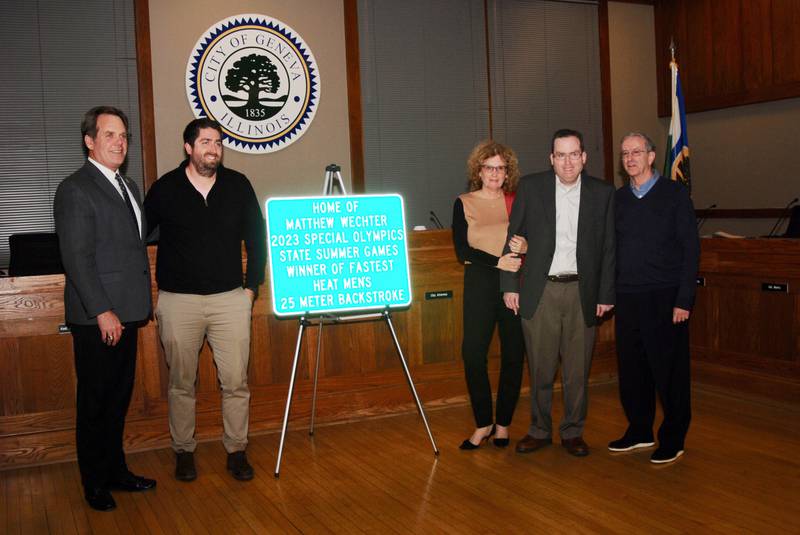 CITY OF GENEVA
1835
ILLINOIS
HOME OF
MATTHEW WECHTER
2023 SPECIAL OLYMPICS
STATE SUMMER GAMES
WINNER OF FASTEST
HEAT MEN'S
25 METER BACKSTROKE